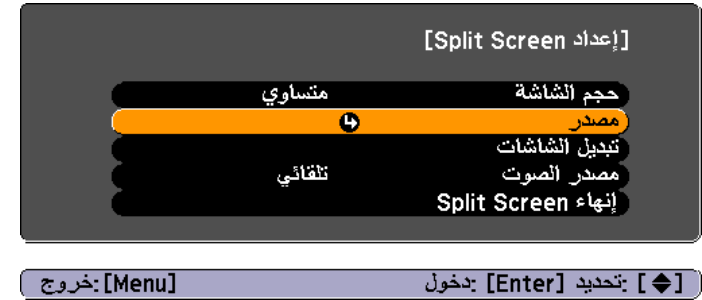 [إعداد Split Screen]
حجم الشاشة متساوي
مصدر
تبديل الشاشات
مصدر الصوت تلقائي
إنهاء Split Screen
[◆] :تحديد [Enter] :دخول [Menu] :خروج